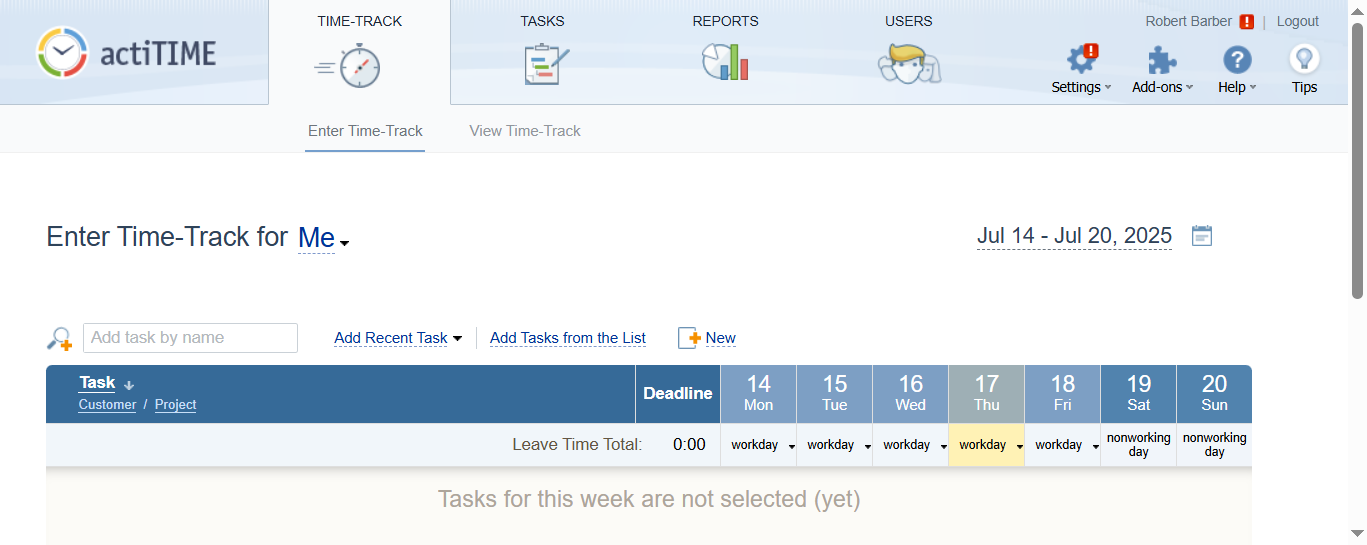 actiTIME
TIME-TRACK
TASKS
REPORTS
USERS
Robert Barber ! | Logout
Settings
Add-ons
Help
Tips
Enter Time-Track
View Time-Track
Enter Time-Track for Me
Jul 14 - Jul 20, 2025
Add task by name
Add Recent Task
Add Tasks from the List
New
Task
Customer / Project
Deadline
14
Mon
15
Tue
16
Wed
17
Thu
18
Fri
19
Sat
20
Sun
Leave Time Total: 0:00
workday
workday
workday
workday
workday
nonworking
day
nonworking
day
Tasks for this week are not selected (yet)